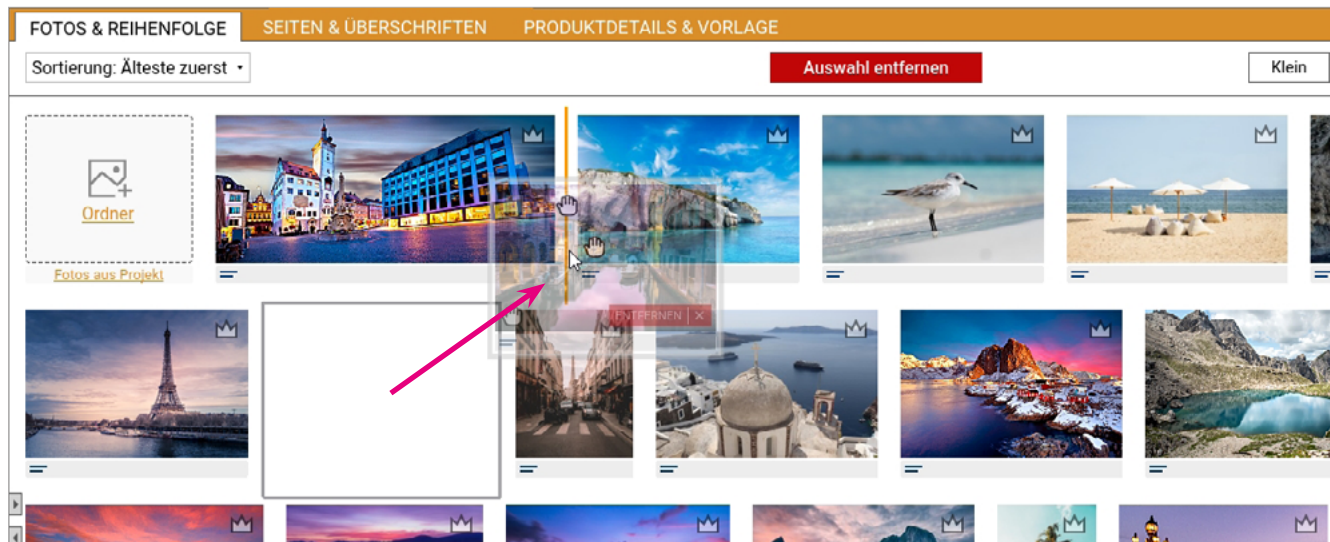 FOTOS & REIHENFOLGE
SEITEN & ÜBERSCHRIFTEN
PRODUKTDETAILS & VORLAGE
Sortierung: Älteste zuerst
Auswahl entfernen
Klein
Ordner
Fotos aus Projekt
ENTFERNEN